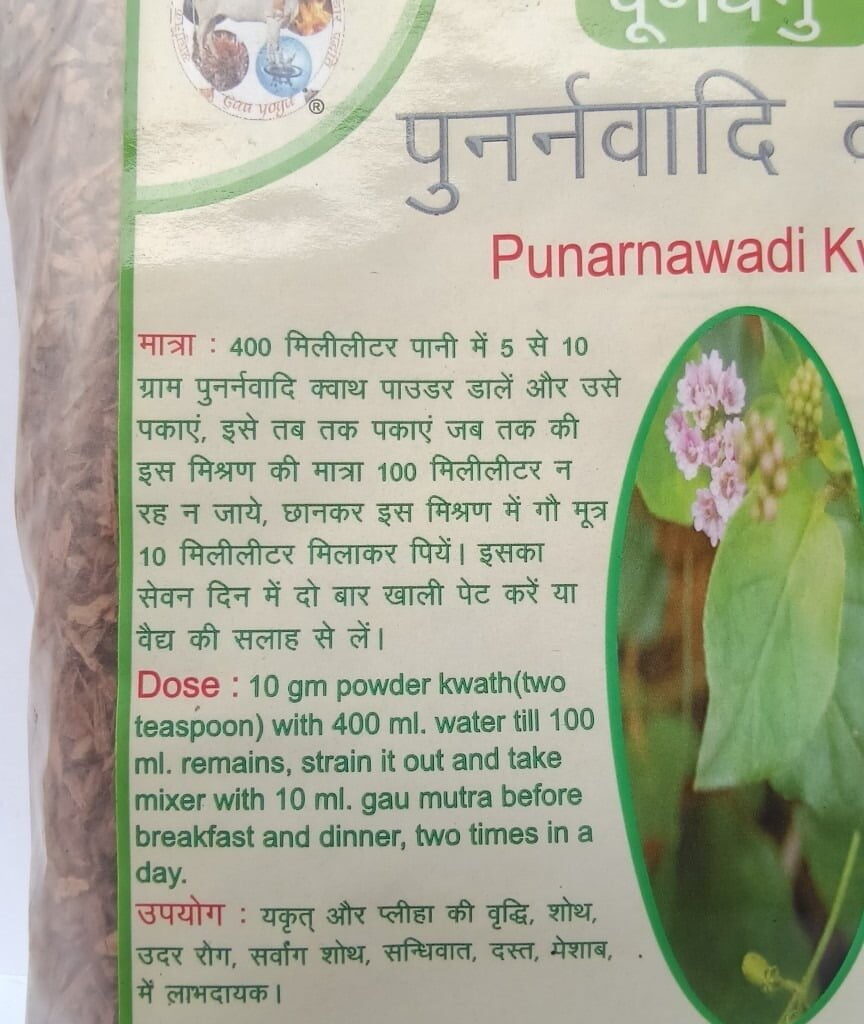 Gau yoga ®
पुनर्नवादि
Punarnawadi
मात्रा : 400 मिलीलीटर पानी में 5 से 10
ग्राम पुनर्नवादि क्वाथ पाउडर डालें और उसे
पकाएं, इसे तब तक पकाएं जब तक की
इस मिश्रण की मात्रा 100 मिलीलीटर न
रह न जाये, छानकर इस मिश्रण में गौ मूत्र
10 मिलीलीटर मिलाकर पियें। इसका
सेवन दिन में दो बार खाली पेट करें या
वैद्य की सलाह से लें।
Dose : 10 gm powder kwath(two
teaspoon) with 400 ml. water till 100
ml. remains, strain it out and take
mixer with 10 ml. gau mutra before
breakfast and dinner, two times in a
day.
उपयोग : यकृत् और प्लीहा की वृद्धि, शोथ,
उदर रोग, सर्वांग शोथ, सन्धिवात, दस्त, पेशाब,
में लाभदायक।